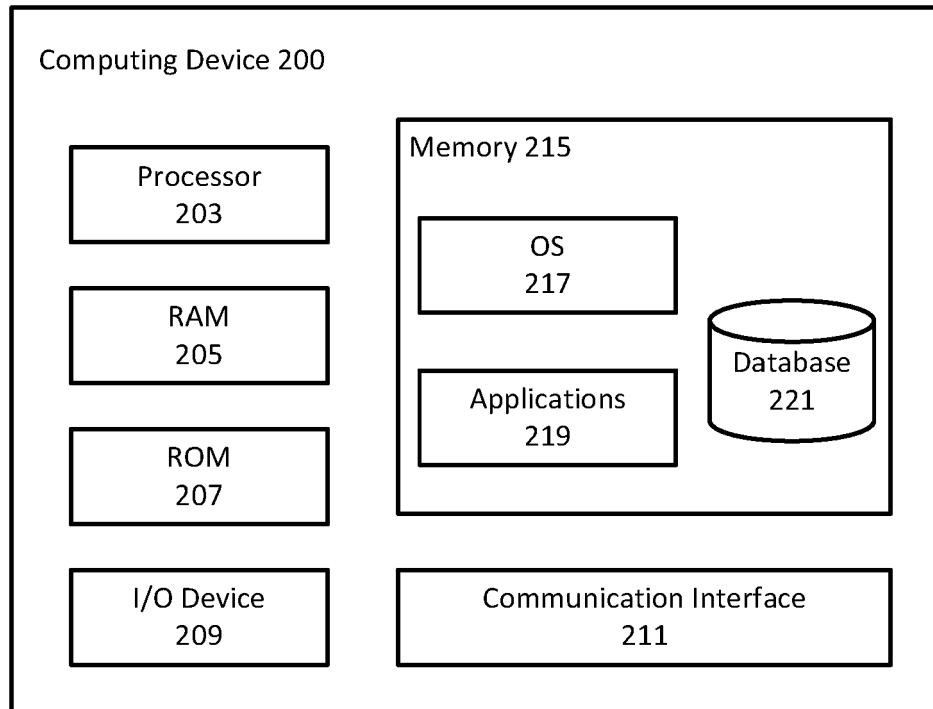 Computing Device 200
Processor
203
RAM
205
ROM
207
I/O Device
209
Memory 215
OS
217
Applications
219
Database
221
Communication Interface
211